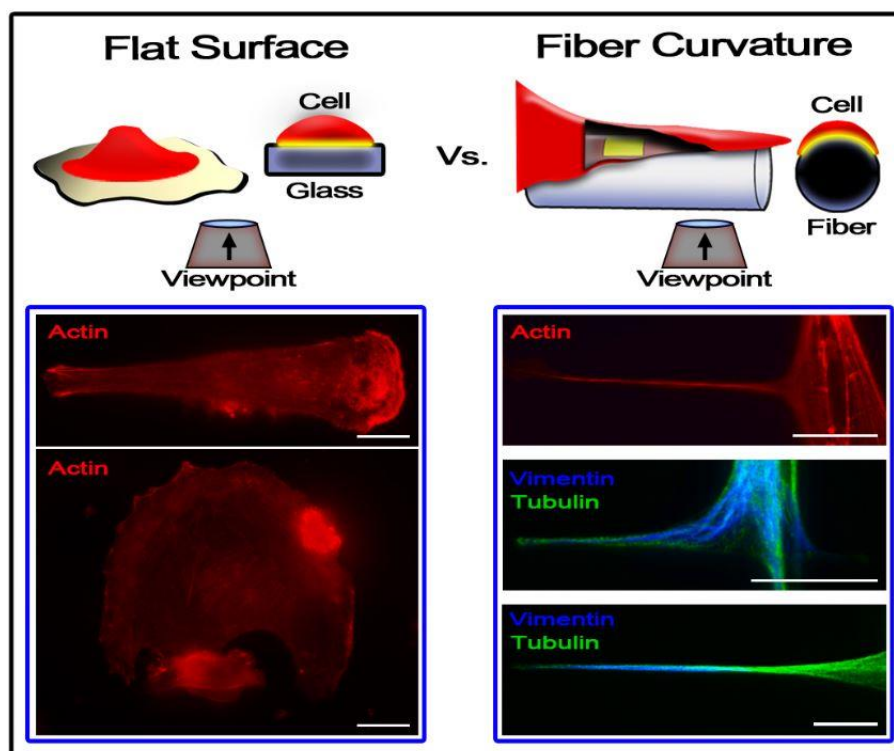 Flat Surface
Fiber Curvature
Cell
Glass
Viewpoint
Vs.
Cell
Fiber
Viewpoint
Actin
Actin
Actin
Vimentin
Tubulin
Vimentin
Tubulin